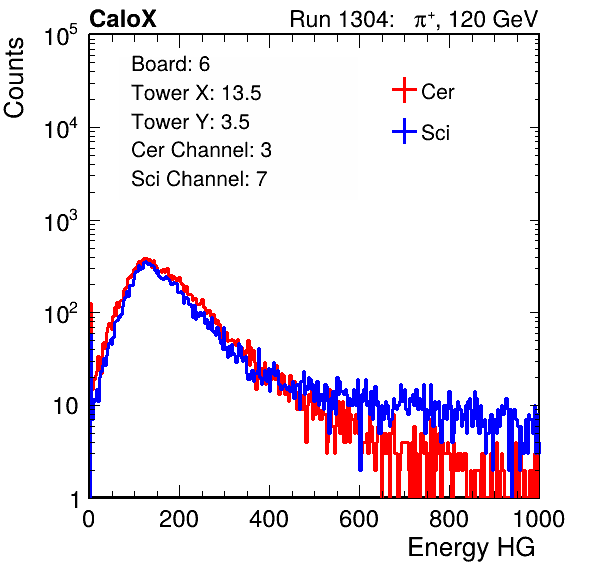 CaloX Run 1304: π⁺, 120 GeV
Board: 6
Tower X: 13.5
Tower Y: 3.5
Cer Channel: 3
Sci Channel: 7
Cer
Sci
Counts
10⁵
10⁴
10³
10²
10
1
0 200 400 600 800 1000
Energy HG